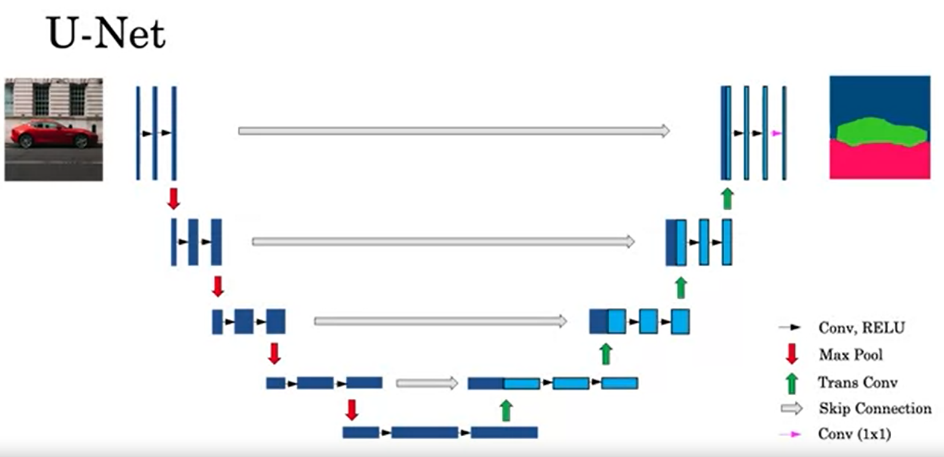 U-Net
Conv, RELU
Max Pool
Trans Conv
Skip Connection
Conv (1x1)